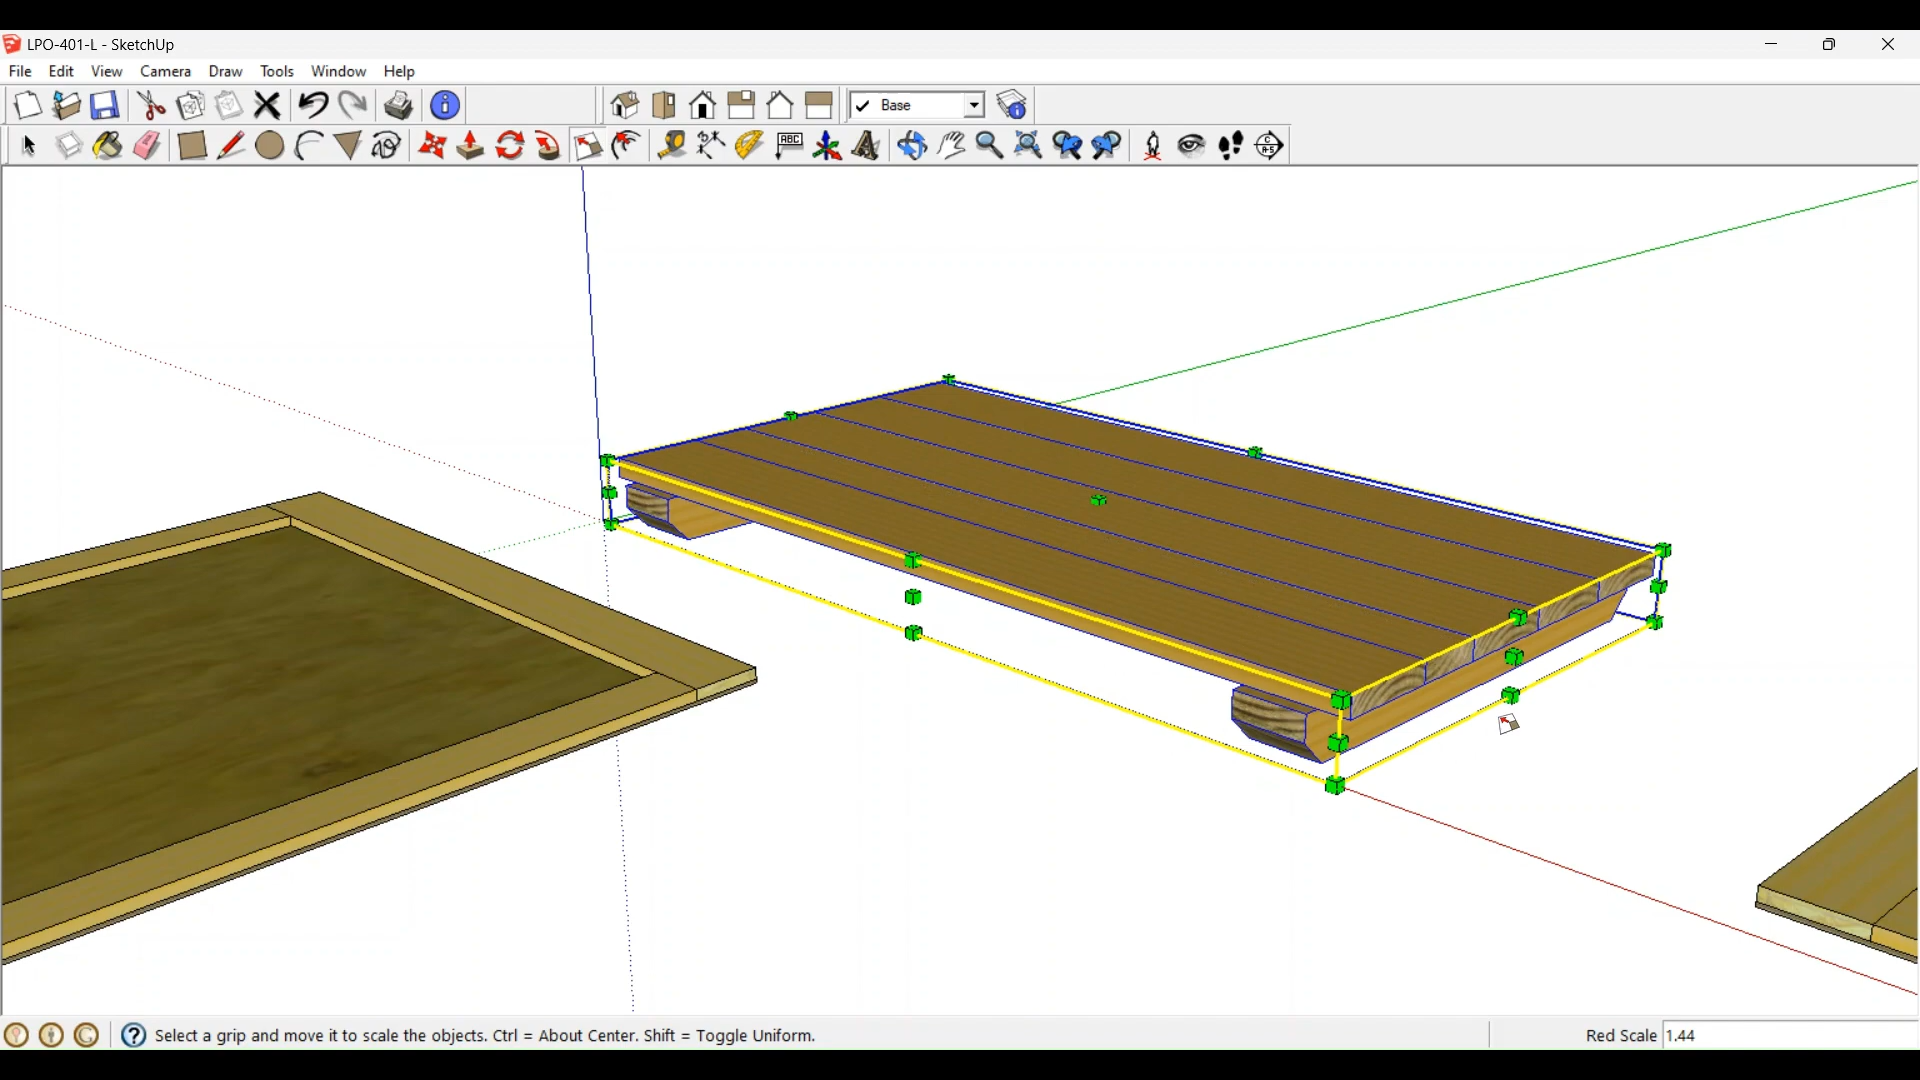 LPO-401-L - SketchUp
File Edit View Camera Draw Tools Window Help
Base
ABC
Select a grip and move it to scale the objects. Ctrl = About Center. Shift = Toggle Uniform.
Red Scale 1.44